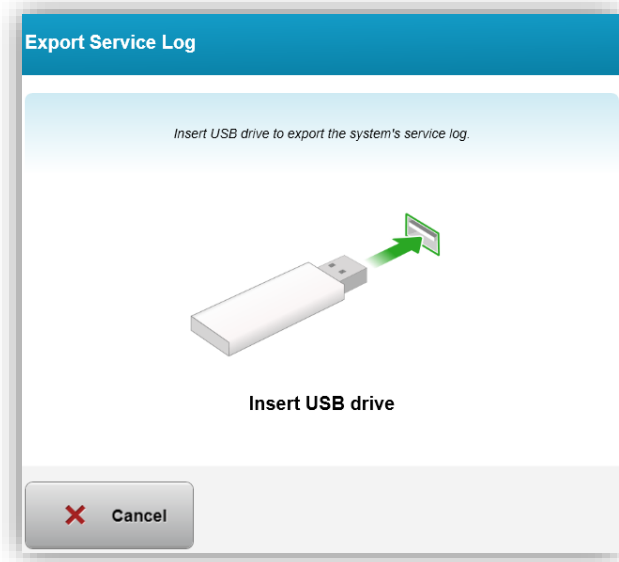 Export Service Log
Insert USB drive to export the system's service log.
Insert USB drive
Cancel